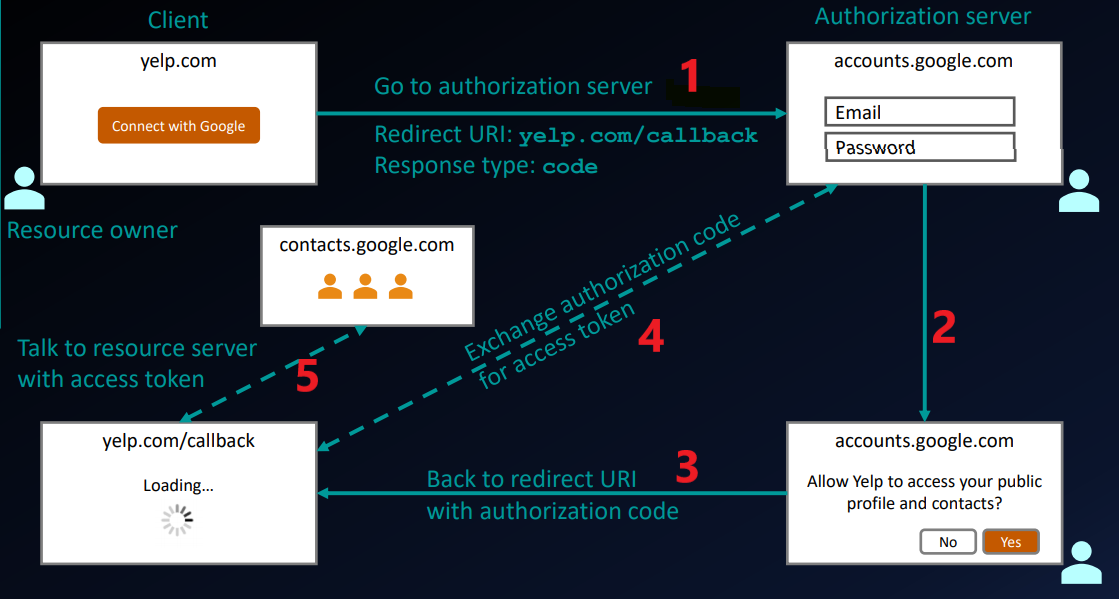 Client
Authorization server
yelp.com
Connect with Google
Go to authorization server
1
Redirect URI: yelp.com/callback
Response type: code
accounts.google.com
Email
Password
Resource owner
contacts.google.com
Exchange authorization code
for access token
4
2
Talk to resource server
with access token
5
yelp.com/callback
Loading...
Back to redirect URI
3
with authorization code
accounts.google.com
Allow Yelp to access your public
profile and contacts?
No
Yes